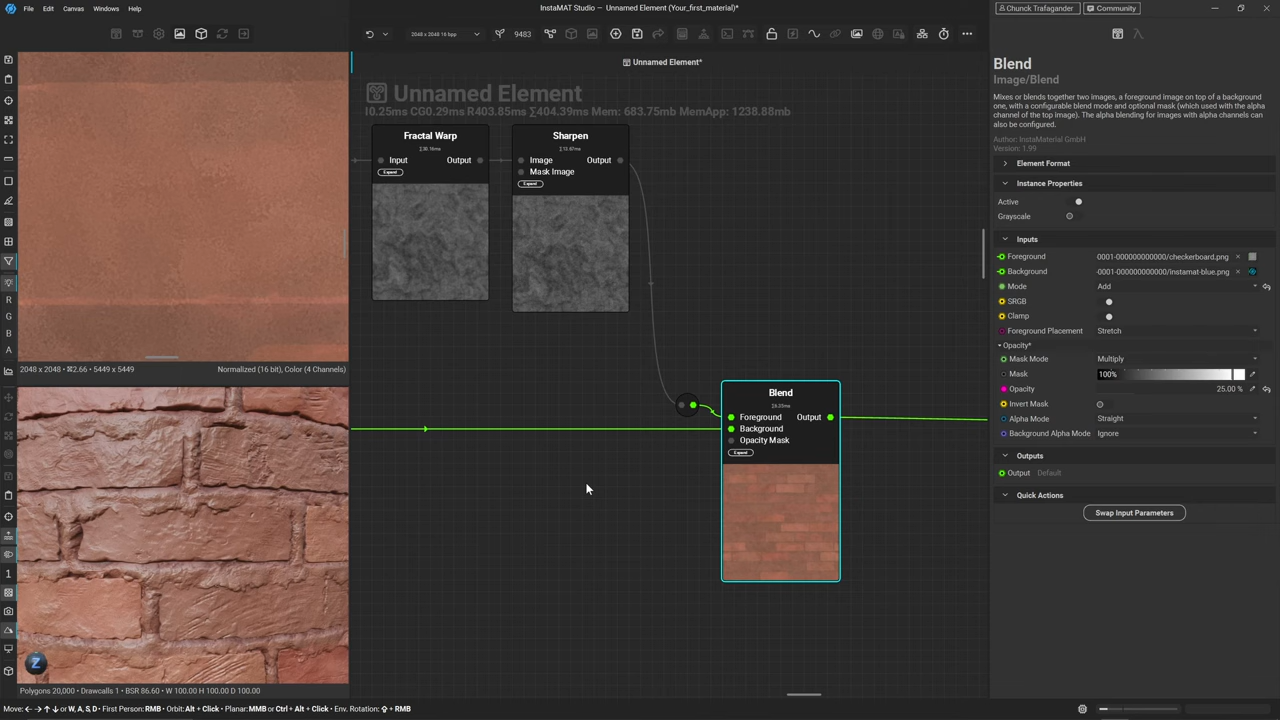 File Edit Canvas Windows Help
InstaMAT Studio – Unnamed Element (Your_first_material)*
Chunck Trafagander
Community
2048 x 2048 16 bpp
9483
Unnamed Element*
Unnamed Element
I0.25ms CG0.29ms R403.85ms ∑404.39ms Mem: 683.75mb MemApp: 1238.88mb
Fractal Warp
Input Output
Expand
Sharpen
Image Output
Mask Image
Expand
Blend
Foreground Output
Background
Opacity Mask
Expand
R
G
B
A
2048 x 2048 • ⌘2.66 • 5449 x 5449
Normalized (16 bit), Color (4 Channels)
1
Z
Polygons 20,000 • Drawcalls 1 • BSR 86.60 • W 100.00 H 100.00 D 100.00
Move: ← → ↑ ↓ or W, A, S, D • First Person: RMB • Orbit: Alt + Click • Planar: MMB or Ctrl + Alt + Click • Env. Rotation: ⇧ + RMB
Blend
Image/Blend
Mixes or blends together two images, a foreground image on top of a background
one, with a configurable blend mode and optional mask (which used with the alpha
channel of the top image). The alpha blending for images with alpha channels can
also be configured.
Author: InstaMaterial GmbH
Version: 1.99
Element Format
Instance Properties
Active
Grayscale
Inputs
Foreground 0001-000000000000/checkerboard.png ×
Background -0001-000000000000/instamat-blue.png ×
Mode Add
SRGB
Clamp
Foreground Placement Stretch
Opacity*
Mask Mode Multiply
Mask 100%
Opacity 25.00 %
Invert Mask
Alpha Mode Straight
Background Alpha Mode Ignore
Outputs
Output Default
Quick Actions
Swap Input Parameters